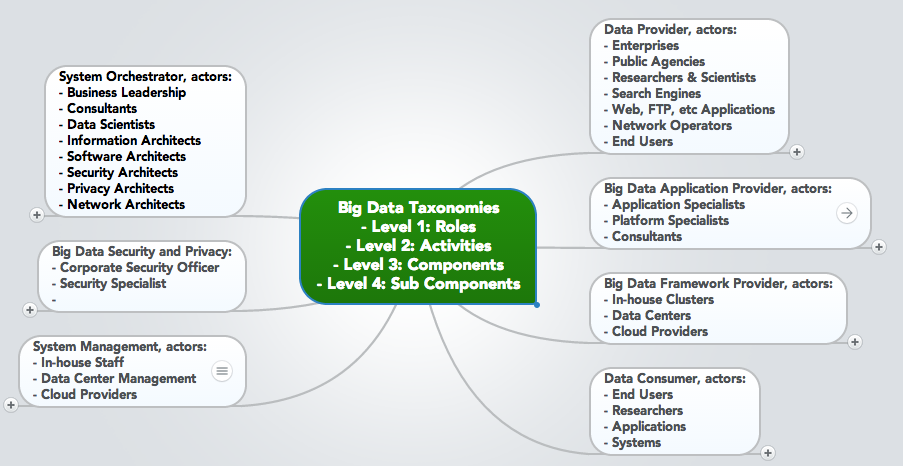 System Orchestrator, actors:
- Business Leadership
- Consultants
- Data Scientists
- Information Architects
- Software Architects
- Security Architects
- Privacy Architects
- Network Architects
Big Data Security and Privacy:
- Corporate Security Officer
- Security Specialist
-
System Management, actors:
- In-house Staff
- Data Center Management
- Cloud Providers
Big Data Taxonomies
- Level 1: Roles
- Level 2: Activities
- Level 3: Components
- Level 4: Sub Components
Data Provider, actors:
- Enterprises
- Public Agencies
- Researchers & Scientists
- Search Engines
- Web, FTP, etc Applications
- Network Operators
- End Users
Big Data Application Provider, actors:
- Application Specialists
- Platform Specialists
- Consultants
Big Data Framework Provider, actors:
- In-house Clusters
- Data Centers
- Cloud Providers
Data Consumer, actors:
- End Users
- Researchers
- Applications
- Systems